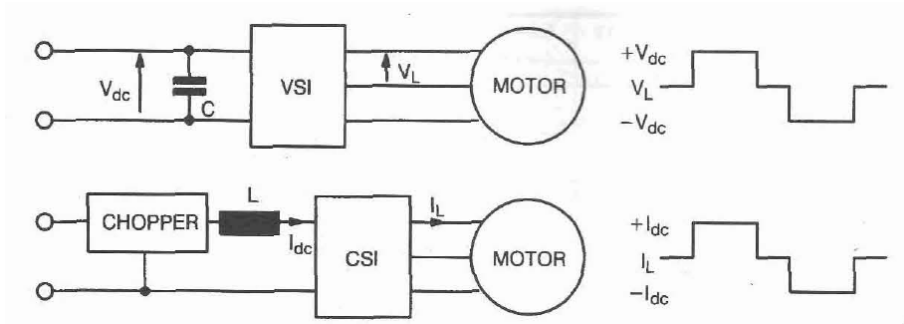 +Vdc
Vdc
C
VSI
VL
MOTOR
VL
−Vdc
L
CHOPPER
Idc
CSI
IL
MOTOR
+Idc
IL
−Idc